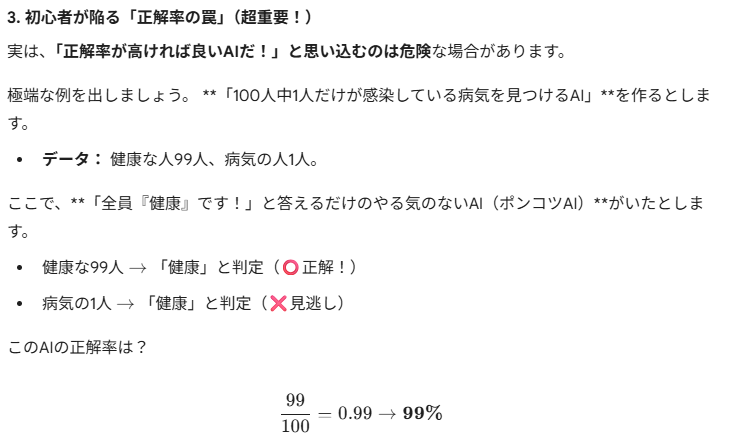 3. 初心者が陥る「正解率の罠」（超重要！）
実は、「正解率が高ければ良いAIだ！」と思い込むのは危険な場合があります。
極端な例を出しましょう。 **「100人中1人だけが感染している病気を見つけるAI」**を作るとしま
す。
• データ： 健康な人99人、病気の人1人。
ここで、**「全員『健康』です！」と答えるだけのやる気のないAI（ポンコツAI）**がいたとしま
す。
• 健康な99人 → 「健康」と判定（⭕正解！）
• 病気の1人 → 「健康」と判定（❌見逃し）
このAIの正解率は？
99/100 = 0.99 → 99%